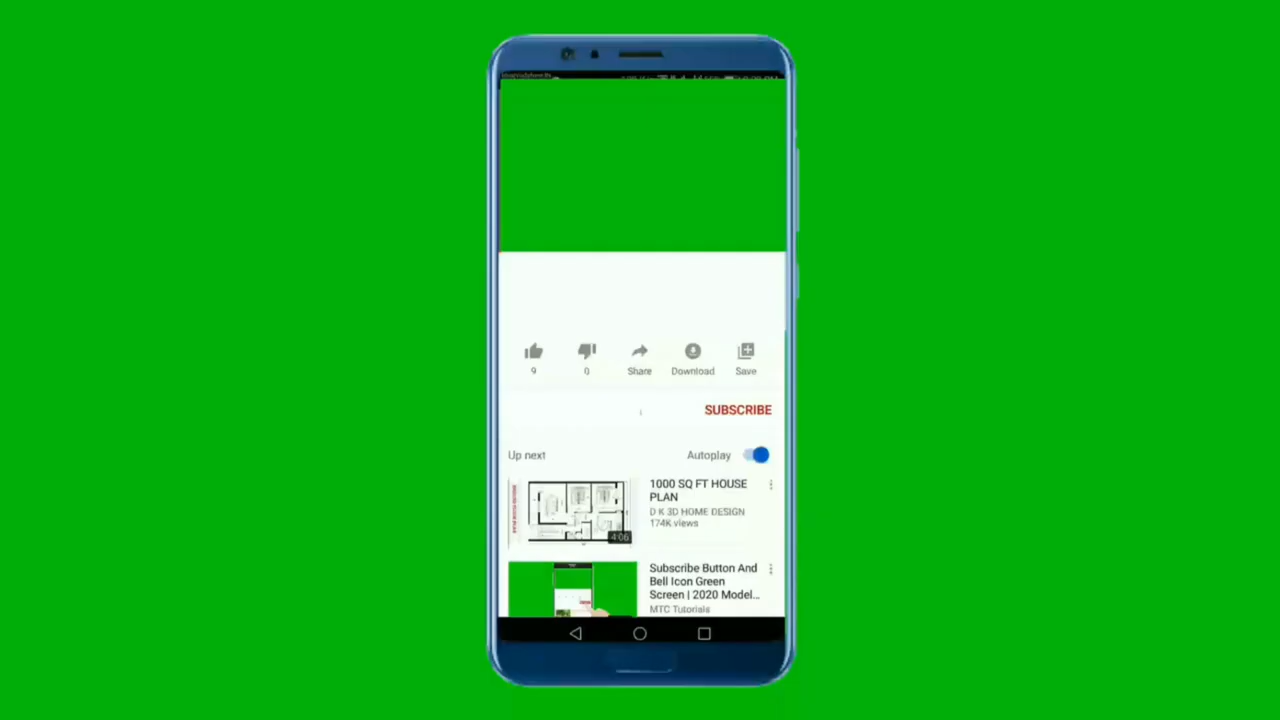 9
0
Share
Download
Save
SUBSCRIBE
Up next
Autoplay
1000 SQ FT HOUSE
PLAN
D K 3D HOME DESIGN
174K views
4:06
Subscribe Button And
Bell Icon Green
Screen | 2020 Model...
MTC Tutorials